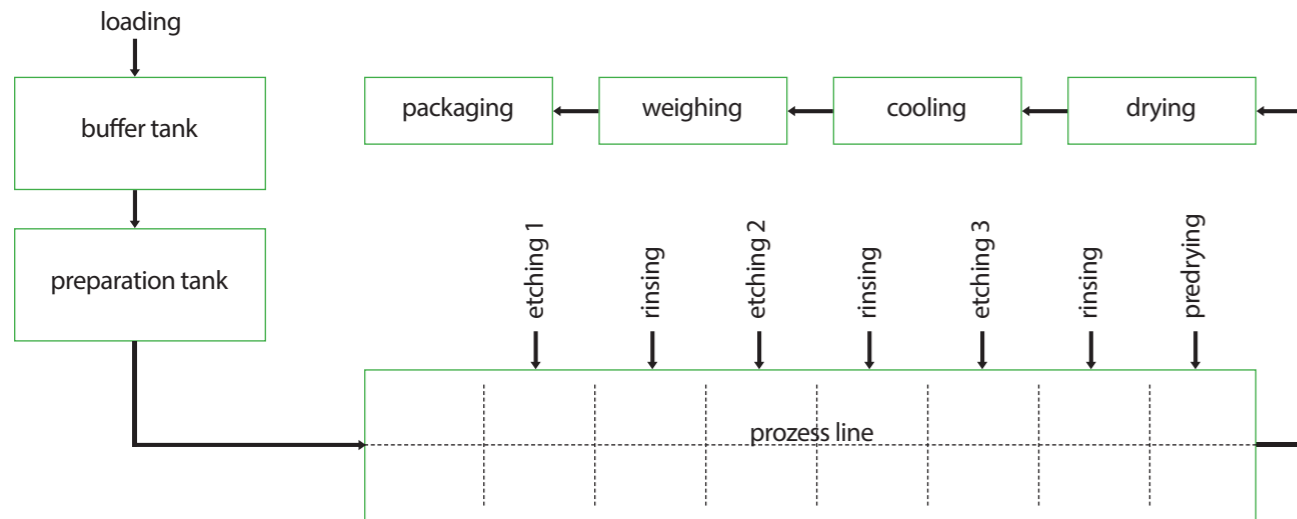 loading
buffer tank
preparation tank
packaging
weighing
cooling
drying
etching 1
rinsing
etching 2
rinsing
etching 3
rinsing
predrying
prozess line